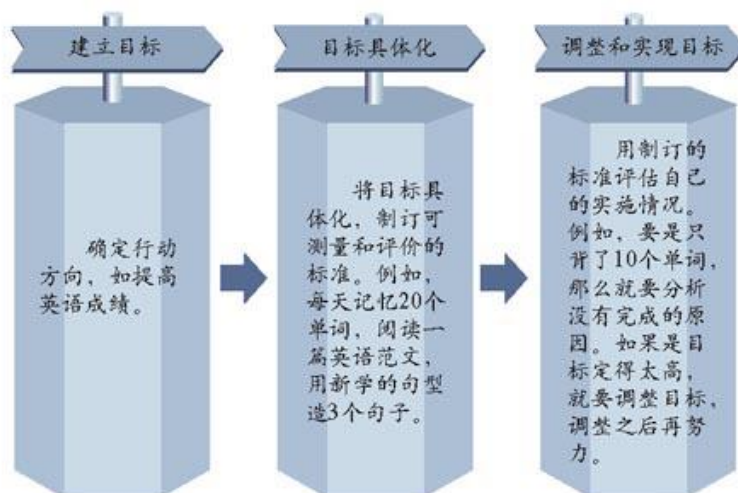 建立目标
目标具体化
调整和实现目标
确定行动
方向，如提高
英语成绩。
将目标具
体化，制订可
测量和评价的
标准。例如，
每天记忆20个
单词，阅读一
篇英语范文，
用新学的句型
造3个句子。
用制订的
标准评估自己
的实施情况。
例如，要是只
背了10个单词，
那么就要分析
没有完成的原
因。如果是目
标定得太高，
就要调整目标，
调整之后再努
力。